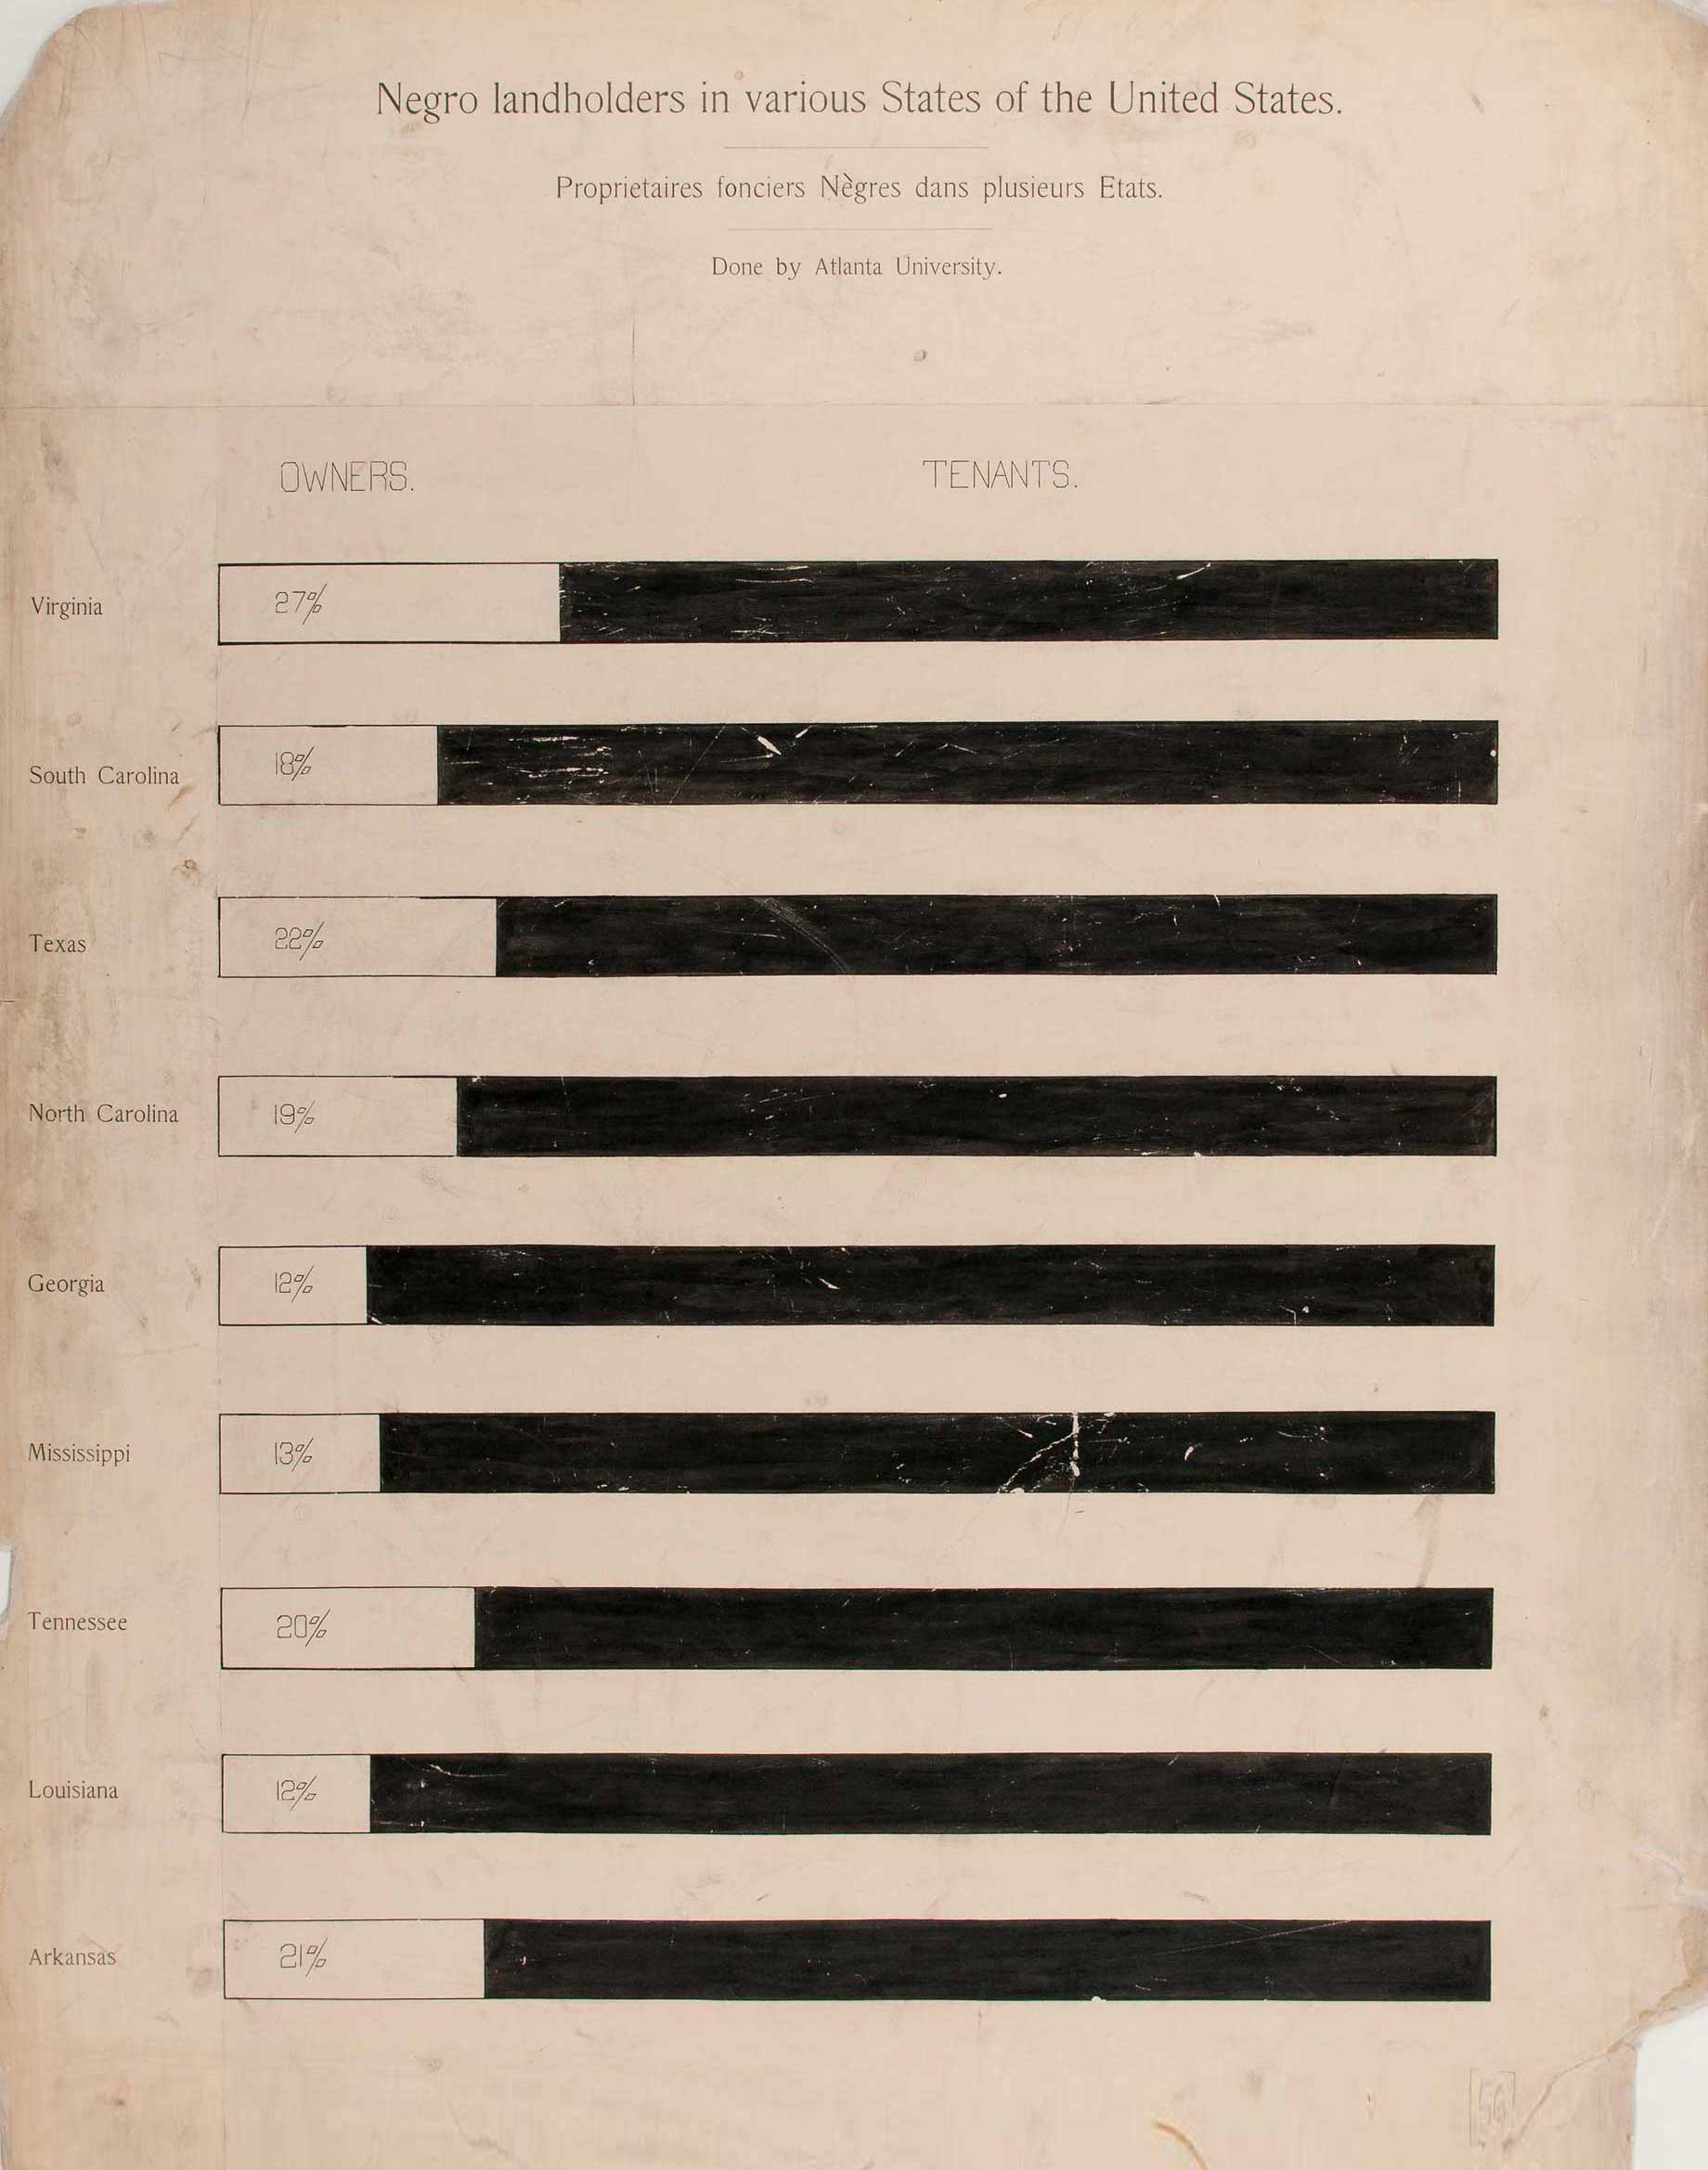 Negro landholders in various States of the United States.
Proprietaires fonciers Nègres dans plusieurs Etats.
Done by Atlanta University.
OWNERS. TENANTS.
Virginia 27%
South Carolina 18%
Texas 22%
North Carolina 19%
Georgia 12%
Mississippi 13%
Tennessee 20%
Louisiana 12%
Arkansas 21%
[56]